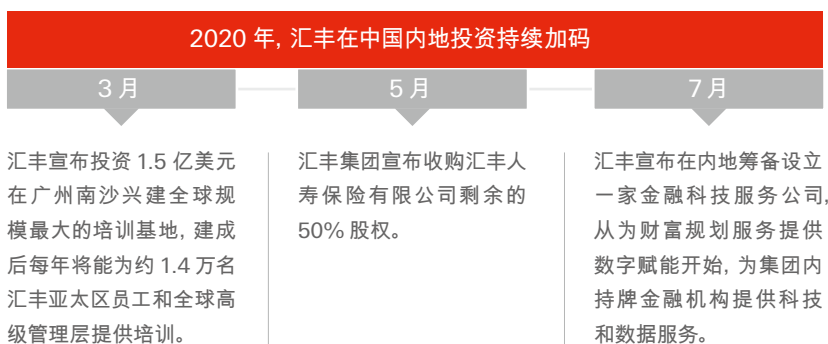 2020 年, 汇丰在中国内地投资持续加码
3 月
汇丰宣布投资 1.5 亿美元
在广州南沙兴建全球规
模最大的培训基地, 建成
后每年将能为约 1.4 万名
汇丰亚太区员工和全球高
级管理层提供培训。
5 月
汇丰集团宣布收购汇丰人
寿保险有限公司剩余的
50% 股权。
7 月
汇丰宣布在内地筹备设立
一家金融科技服务公司,
从为财富规划服务提供
数字赋能开始, 为集团内
持牌金融机构提供科技
和数据服务。